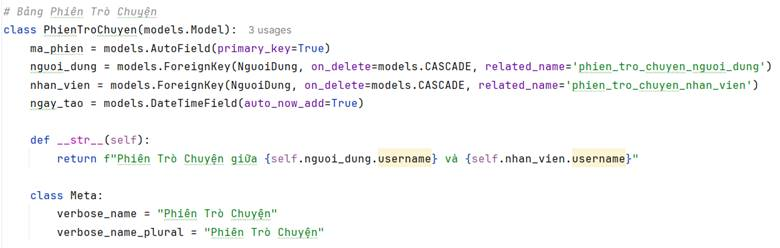 # Bảng Phiên Trò Chuyện
class PhienTroChuyen(models.Model): 3 usages
    ma_phien = models.AutoField(primary_key=True)
    nguoi_dung = models.ForeignKey(NguoiDung, on_delete=models.CASCADE, related_name='phien_tro_chuyen_nguoi_dung')
    nhan_vien = models.ForeignKey(NguoiDung, on_delete=models.CASCADE, related_name='phien_tro_chuyen_nhan_vien')
    ngay_tao = models.DateTimeField(auto_now_add=True)

    def __str__(self):
        return f"Phiên Trò Chuyện giữa {self.nguoi_dung.username} và {self.nhan_vien.username}"

    class Meta:
        verbose_name = "Phiên Trò Chuyện"
        verbose_name_plural = "Phiên Trò Chuyện"